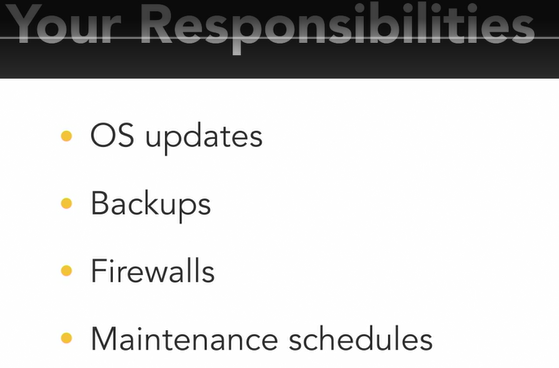 Your Responsibilities
OS updates
Backups
Firewalls
Maintenance schedules